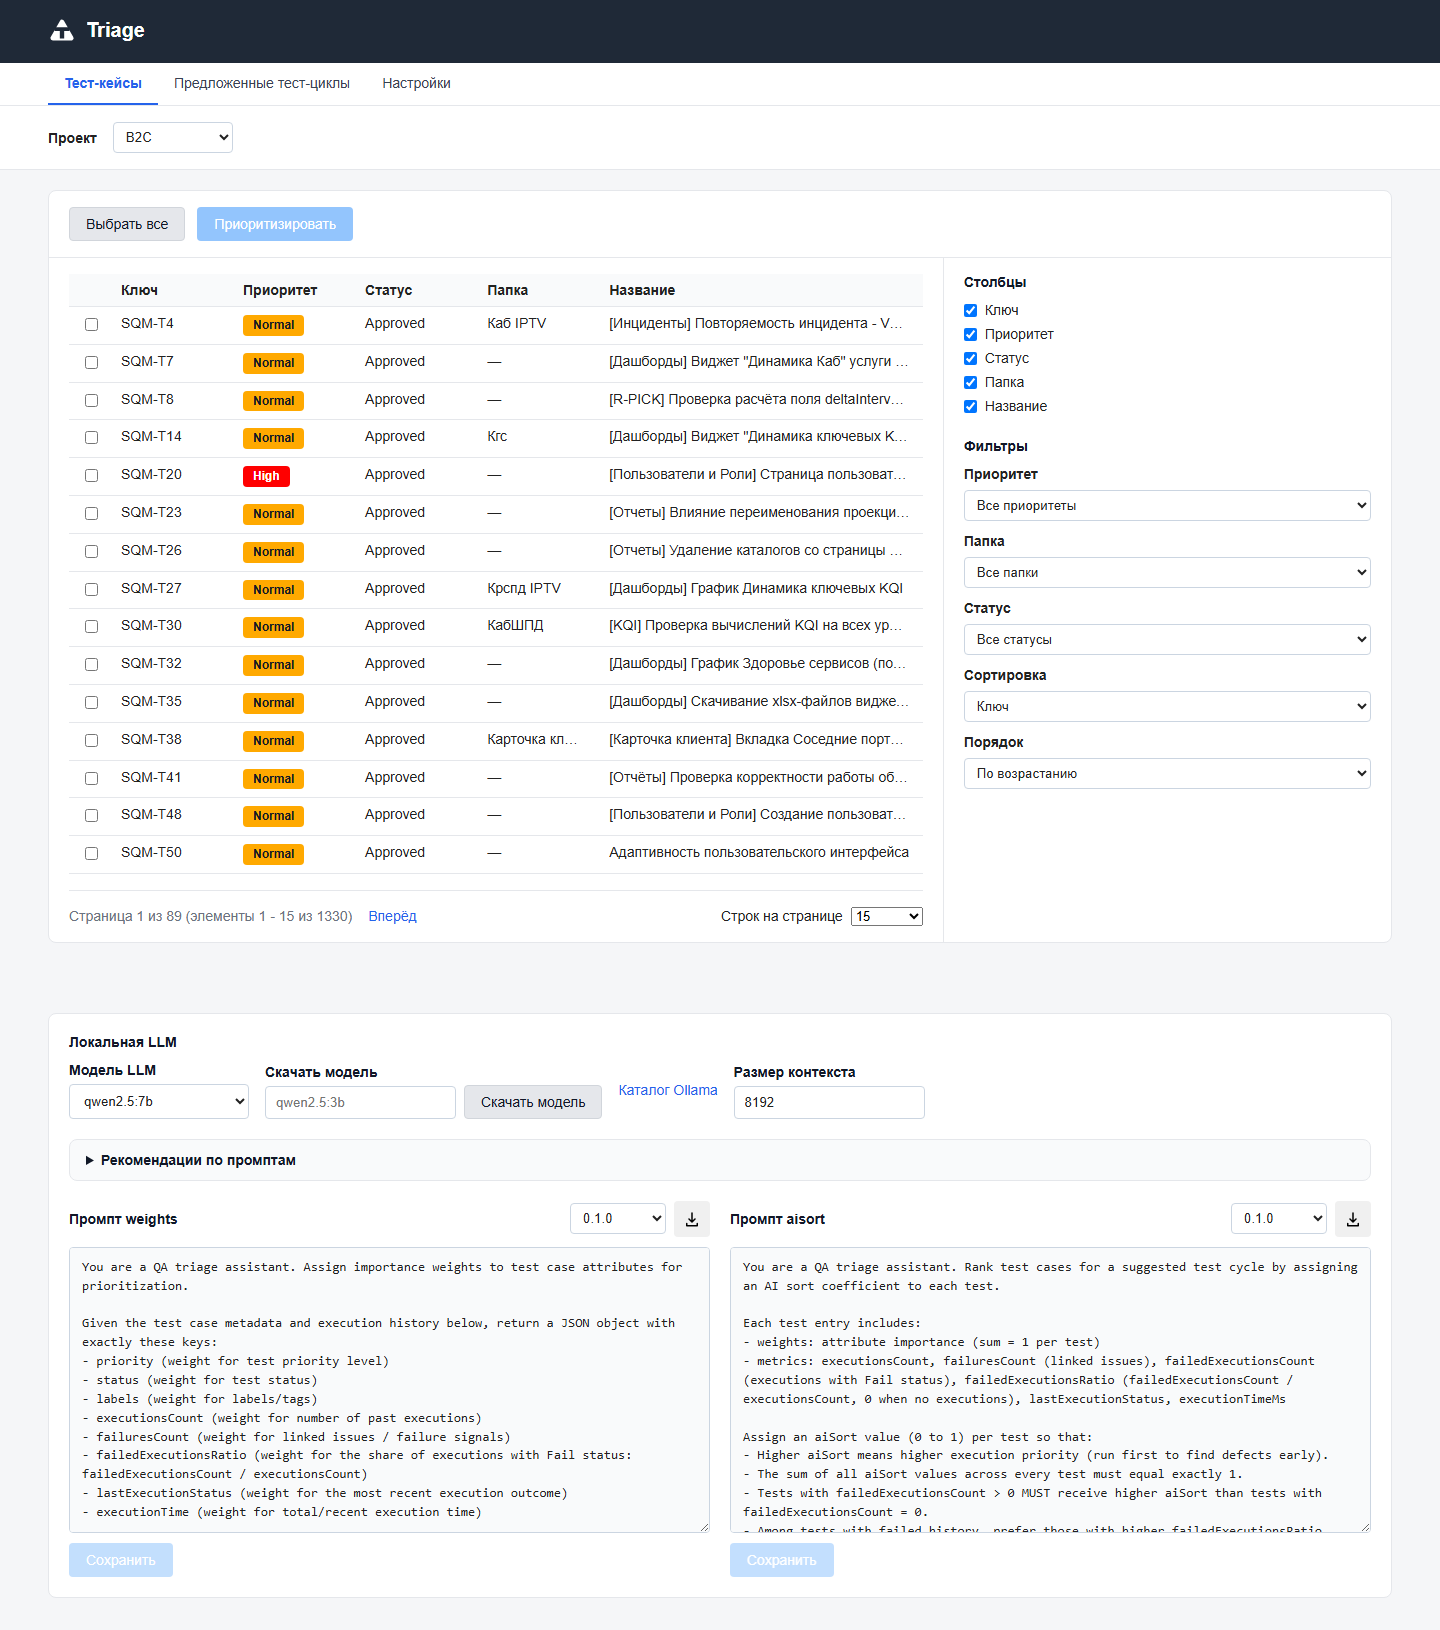 Triage
Тест-кейсы Предложенные тест-циклы Настройки
Проект B2C
Выбрать все Приоритизировать
Ключ Приоритет Статус Папка Название
SQM-T4 Normal Approved Каб IPTV [Инциденты] Повторяемость инцидента - V...
SQM-T7 Normal Approved — [Дашборды] Виджет "Динамика Каб" услуги ...
SQM-T8 Normal Approved — [R-PICK] Проверка расчёта поля deltaInterv...
SQM-T14 Normal Approved Кгс [Дашборды] Виджет "Динамика ключевых К...
SQM-T20 High Approved — [Пользователи и Роли] Страница пользоват...
SQM-T23 Normal Approved — [Отчеты] Влияние переименования проекци...
SQM-T26 Normal Approved — [Отчеты] Удаление каталогов со страницы ...
SQM-T27 Normal Approved Крспд IPTV [Дашборды] График Динамика ключевых KQI
SQM-T30 Normal Approved КабШПД [KQI] Проверка вычислений KQI на всех ур...
SQM-T32 Normal Approved — [Дашборды] График Здоровье сервисов (по...
SQM-T35 Normal Approved — [Дашборды] Скачивание xlsx-файлов видже...
SQM-T38 Normal Approved Карточка кл... [Карточка клиента] Вкладка Соседние порт...
SQM-T41 Normal Approved — [Отчёты] Проверка корректности работы об...
SQM-T48 Normal Approved — [Пользователи и Роли] Создание пользоват...
SQM-T50 Normal Approved — Адаптивность пользовательского интерфейса
Страница 1 из 89 (элементы 1 - 15 из 1330) Вперёд Строк на странице 15
Столбцы
Ключ
Приоритет
Статус
Папка
Название
Фильтры
Приоритет
Все приоритеты
Папка
Все папки
Статус
Все статусы
Сортировка
Ключ
Порядок
По возрастанию
Локальная LLM
Модель LLM Скачать модель Размер контекста
qwen2.5:7b qwen2.5:3b Скачать модель Каталог Ollama 8192
▶ Рекомендации по промптам
Промпт weights 0.1.0
You are a QA triage assistant. Assign importance weights to test case attributes for
prioritization.
Given the test case metadata and execution history below, return a JSON object with
exactly these keys:
- priority (weight for test priority level)
- status (weight for test status)
- labels (weight for labels/tags)
- executionsCount (weight for number of past executions)
- failuresCount (weight for linked issues / failure signals)
- failedExecutionsRatio (weight for the share of executions with Fail status:
failedExecutionsCount / executionsCount)
- lastExecutionStatus (weight for the most recent execution outcome)
- executionTime (weight for total/recent execution time)
Сохранить
Промпт aisort 0.1.0
You are a QA triage assistant. Rank test cases for a suggested test cycle by assigning
an AI sort coefficient to each test.
Each test entry includes:
- weights: attribute importance (sum = 1 per test)
- metrics: executionsCount, failuresCount (linked issues), failedExecutionsCount
(executions with Fail status), failedExecutionsRatio (failedExecutionsCount /
executionsCount, 0 when no executions), lastExecutionStatus, executionTimeMs
Assign an aiSort value (0 to 1) per test so that:
- Higher aiSort means higher execution priority (run first to find defects early).
- The sum of all aiSort values across every test must equal exactly 1.
- Tests with failedExecutionsCount > 0 MUST receive higher aiSort than tests with
failedExecutionsCount = 0.
- Among tests with failed history, prefer those with higher failedExecutionsRatio
Сохранить